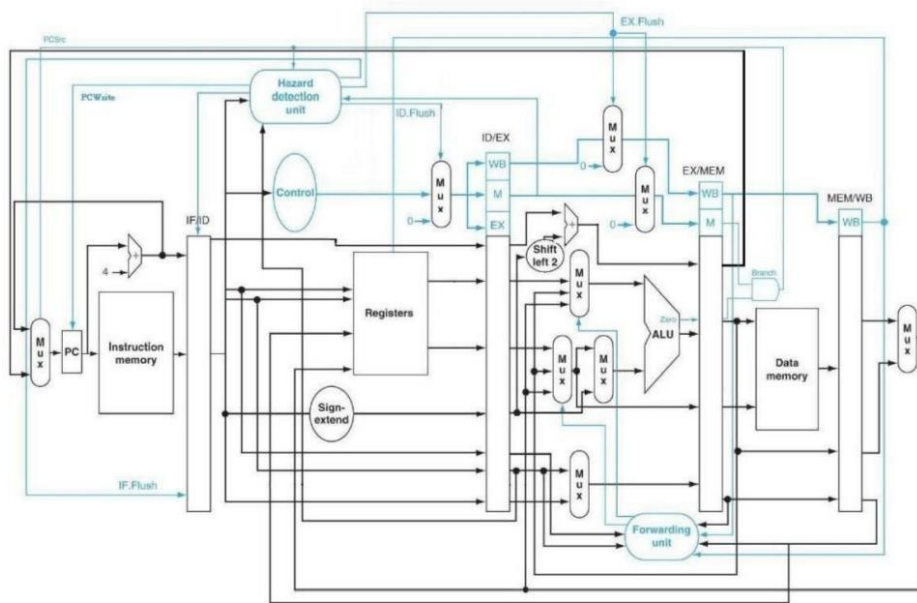 EX.Flush
PCSrc
Hazard
detection
unit
PCWrite
ID.Flush
ID/EX
Mux
WB
0
Mux
Control
M
Mux
EX/MEM
WB
0
EX
0
M
MEM/WB
WB
IF/ID
Shift
left 2
+
Branch
4
+
Mux
Registers
Zero
ALU
Mux
PC
Instruction
memory
Mux
Mux
Data
memory
Mux
Sign-
extend
Mux
IF.Flush
Forwarding
unit